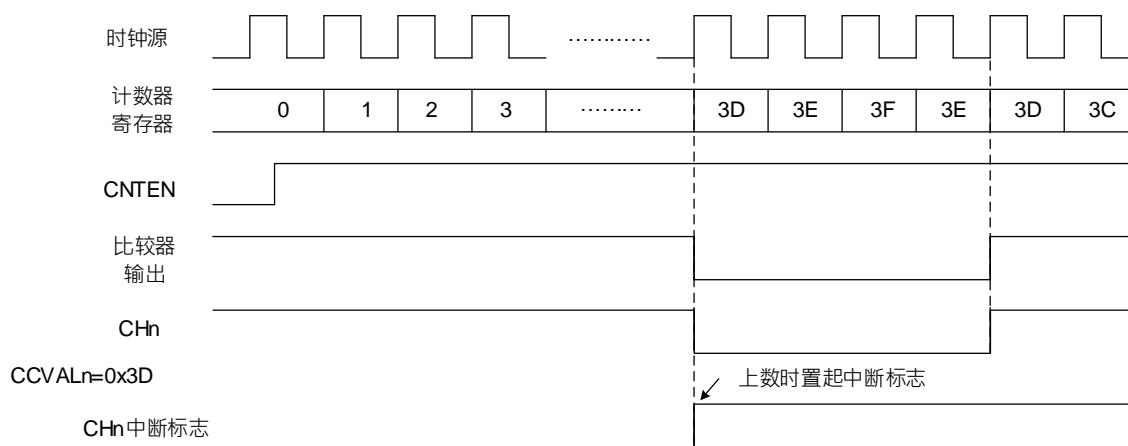 时钟源
…………
计数器
寄存器
0 1 2 3 ……… 3D 3E 3F 3E 3D 3C
CNTEN
比较器
输出
CHn
CCVALn=0x3D
上数时置起中断标志
CHn中断标志